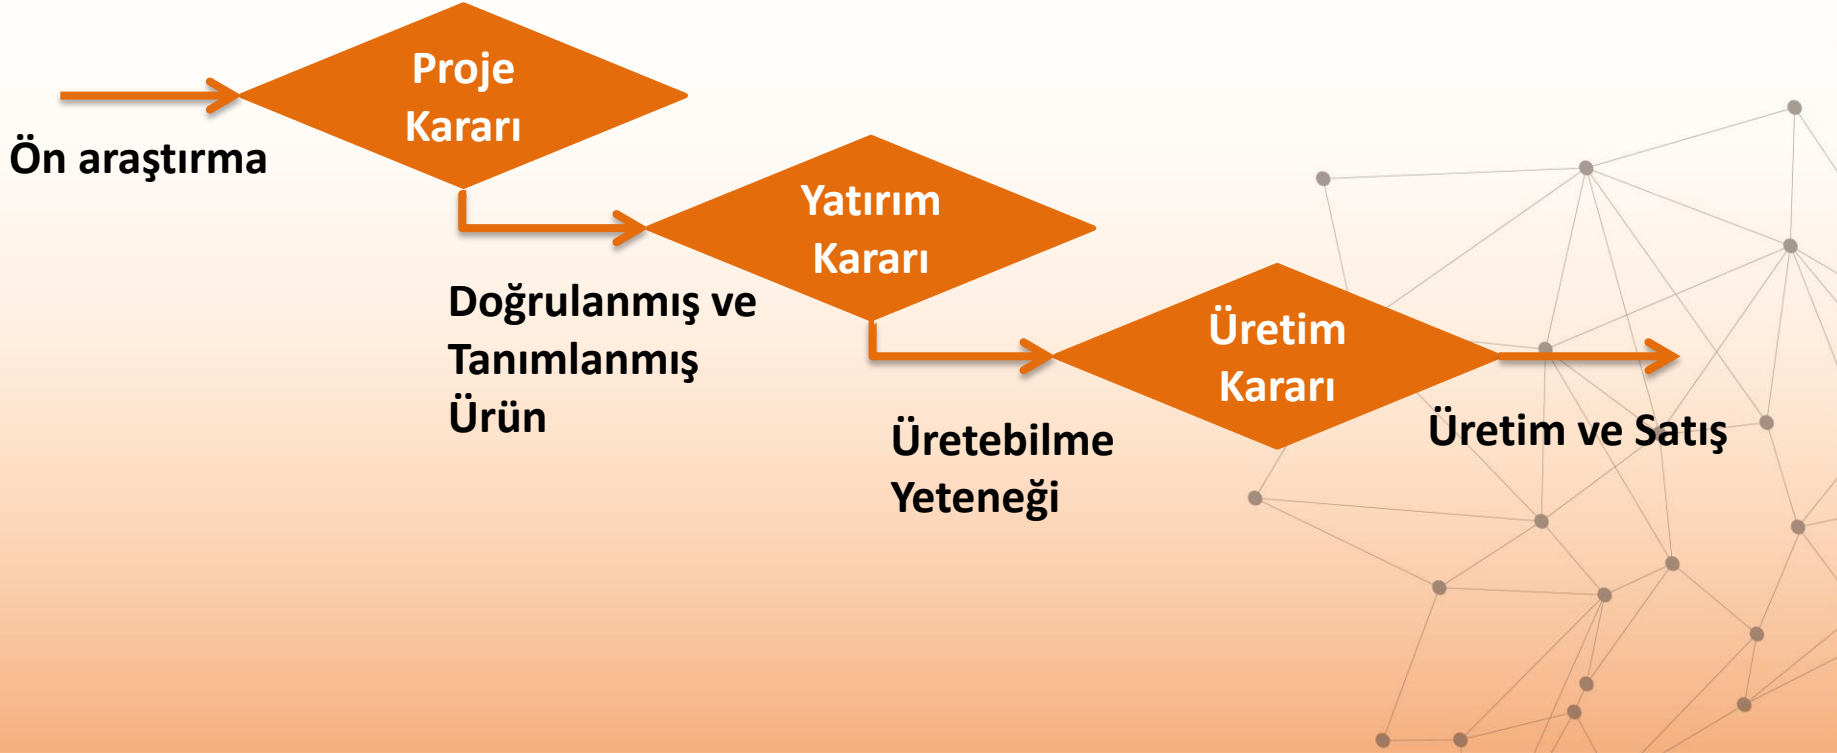 Proje
Kararı
Ön araştırma
Yatırım
Kararı
Doğrulanmış ve
Tanımlanmış
Ürün
Üretim
Kararı
Üretebilme
Yeteneği
Üretim ve Satış